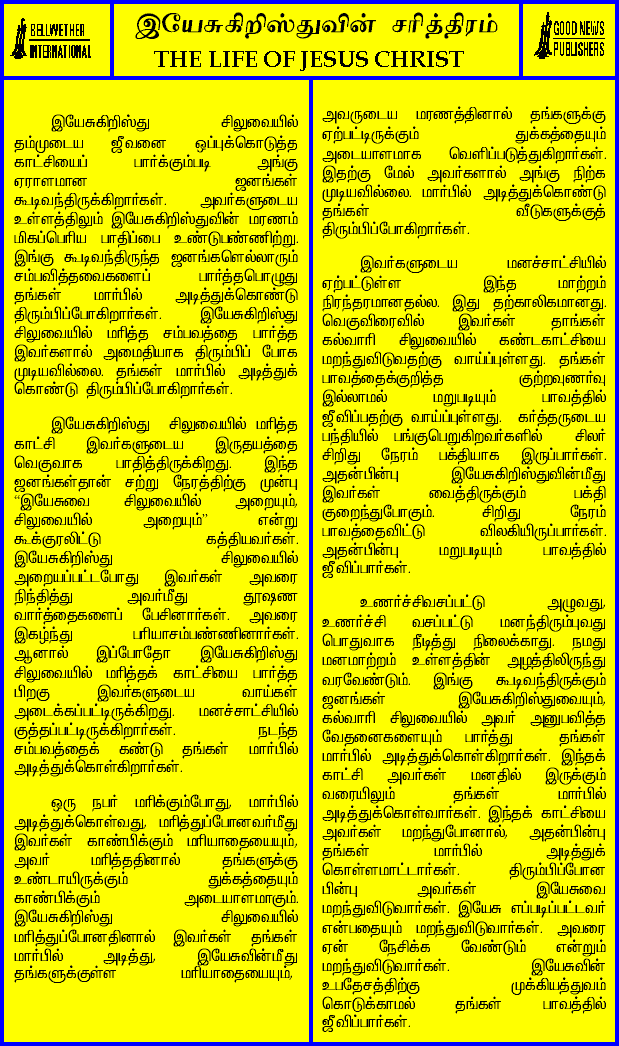 BELLWETHER
INTERNATIONAL
இயேசுகிறிஸ்துவின் சரித்திரம்
THE LIFE OF JESUS CHRIST
GOOD NEWS
PUBLISHERS
இயேசுகிறிஸ்து சிலுவையில்
தம்முடைய ஜீவனை ஒப்புக்கொடுத்த
காட்சியைப் பார்க்கும்படி அங்கு
ஏராளமான ஜனங்கள்
கூடிவந்திருக்கிறார்கள். அவர்களுடைய
உள்ளத்திலும் இயேசுகிறிஸ்துவின் மரணம்
மிகப்பெரிய பாதிப்பை உண்டுபண்ணிற்று.
இங்கு கூடிவந்திருந்த ஜனங்களெல்லாரும்
சம்பவித்தவைகளைப் பார்த்தபொழுது
தங்கள் மார்பில் அடித்துக்கொண்டு
திரும்பிப்போகிறார்கள். இயேசுகிறிஸ்து
சிலுவையில் மரித்த சம்பவத்தை பார்த்த
இவர்களால் அமைதியாக திரும்பிப் போக
முடியவில்லை. தங்கள் மார்பில் அடித்துக்
கொண்டு திரும்பிப்போகிறார்கள்.
இயேசுகிறிஸ்து சிலுவையில் மரித்த
காட்சி இவர்களுடைய இருதயத்தை
வெகுவாக பாதித்திருக்கிறது. இந்த
ஜனங்கள்தான் சற்று நேரத்திற்கு முன்பு
“இயேசுவை சிலுவையில் அறையும்,
சிலுவையில் அறையும்” என்று
கூக்குரலிட்டு கத்தியவர்கள்.
இயேசுகிறிஸ்து சிலுவையில்
அறையப்பட்டபோது இவர்கள் அவரை
நிந்தித்து அவர்மீது தூஷண
வார்த்தைகளைப் பேசினார்கள். அவரை
இகழ்ந்து பரியாசம்பண்ணினார்கள்.
ஆனால் இப்போதோ இயேசுகிறிஸ்து
சிலுவையில் மரித்தக் காட்சியை பார்த்த
பிறகு இவர்களுடைய வாய்கள்
அடைக்கப்பட்டிருக்கிறது. மனச்சாட்சியில்
குத்தப்பட்டிருக்கிறார்கள். நடந்த
சம்பவத்தைக் கண்டு தங்கள் மார்பில்
அடித்துக்கொள்கிறார்கள்.
ஒரு நபர் மரிக்கும்போது, மார்பில்
அடித்துக்கொள்வது, மரித்துப்போனவர்மீது
இவர்கள் காண்பிக்கும் மரியாதையையும்,
அவர் மரித்ததினால் தங்களுக்கு
உண்டாயிருக்கும் துக்கத்தையும்
காண்பிக்கும் அடையாளமாகும்.
இயேசுகிறிஸ்து சிலுவையில்
மரித்துப்போனதினால் இவர்கள் தங்கள்
மார்பில் அடித்து, இயேசுவின்மீது
தங்களுக்குள்ள மரியாதையையும்,
அவருடைய மரணத்தினால் தங்களுக்கு
ஏற்பட்டிருக்கும் துக்கத்தையும்
அடையாளமாக வெளிப்படுத்துகிறார்கள்.
இதற்கு மேல் அவர்களால் அங்கு நிற்க
முடியவில்லை. மார்பில் அடித்துக்கொண்டு
தங்கள் வீடுகளுக்குத்
திரும்பிப்போகிறார்கள்.
இவர்களுடைய மனச்சாட்சியில்
ஏற்பட்டுள்ள இந்த மாற்றம்
நிரந்தரமானதல்ல. இது தற்காலிகமானது.
வெகுவிரைவில் இவர்கள் தாங்கள்
கல்வாரி சிலுவையில் கண்டகாட்சியை
மறந்துவிடுவதற்கு வாய்ப்புள்ளது. தங்கள்
பாவத்தைக்குறித்த குற்றவுணர்வு
இல்லாமல் மறுபடியும் பாவத்தில்
ஜீவிப்பதற்கு வாய்ப்புள்ளது. கர்த்தருடைய
பந்தியில் பங்குபெறுகிறவர்களில் சிலர்
சிறிது நேரம் பக்தியாக இருப்பார்கள்.
அதன்பின்பு இயேசுகிறிஸ்துவின்மீது
இவர்கள் வைத்திருக்கும் பக்தி
குறைந்துபோகும். சிறிது நேரம்
பாவத்தைவிட்டு விலகியிருப்பார்கள்.
அதன்பின்பு மறுபடியும் பாவத்தில்
ஜீவிப்பார்கள்.
உணர்ச்சிவசப்பட்டு அழுவது,
உணர்ச்சி வசப்பட்டு மனந்திரும்புவது
பொதுவாக நீடித்து நிலைக்காது. நமது
மனமாற்றம் உள்ளத்தின் அழத்திலிருந்து
வரவேண்டும். இங்கு கூடிவந்திருக்கும்
ஜனங்கள் இயேசுகிறிஸ்துவையும்,
கல்வாரி சிலுவையில் அவர் அனுபவித்த
வேதனைகளையும் பார்த்து தங்கள்
மார்பில் அடித்துக்கொள்கிறார்கள். இந்தக்
காட்சி அவர்கள் மனதில் இருக்கும்
வரையிலும் தங்கள் மார்பில்
அடித்துக்கொள்வார்கள். இந்தக் காட்சியை
அவர்கள் மறந்துபோனால், அதன்பின்பு
தங்கள் மார்பில் அடித்துக்
கொள்ளமாட்டார்கள். திரும்பிப்போன
பின்பு அவர்கள் இயேசுவை
மறந்துவிடுவார்கள். இயேசு எப்படிப்பட்டவர்
என்பதையும் மறந்துவிடுவார்கள். அவரை
ஏன் நேசிக்க வேண்டும் என்றும்
மறந்துவிடுவார்கள். இயேசுவின்
உபதேசத்திற்கு முக்கியத்துவம்
கொடுக்காமல் தங்கள் பாவத்தில்
ஜீவிப்பார்கள்.